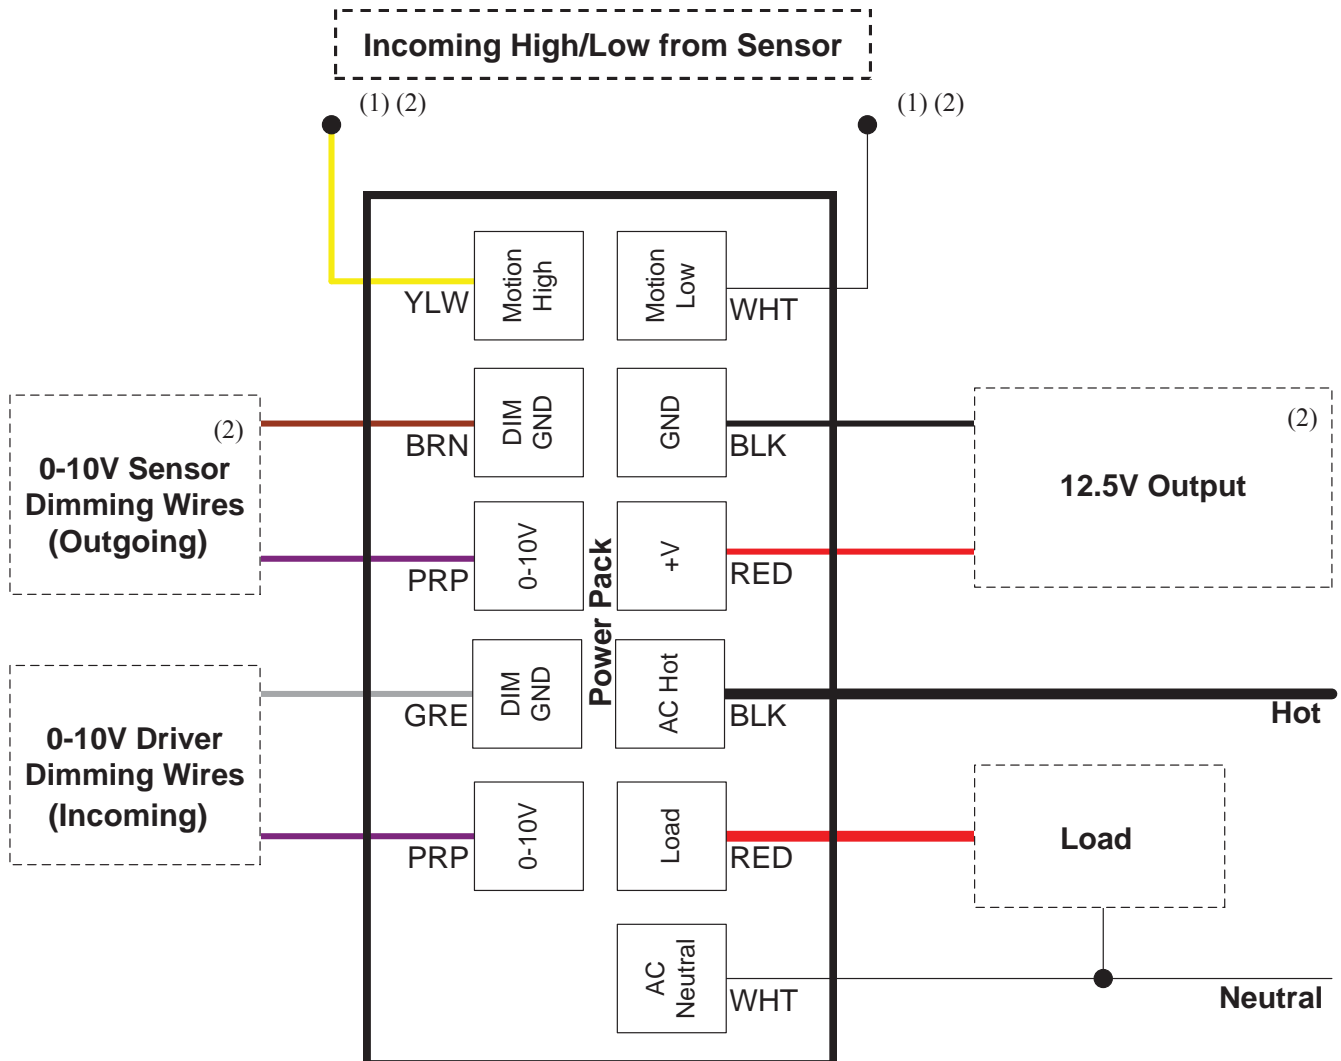 Incoming High/Low from Sensor
(1) (2)
(1) (2)
Motion
High
Motion
Low
YLW
WHT
(2)
0-10V Sensor
Dimming Wires
(Outgoing)
DIM
GND
GND
BRN
BLK
(2)
12.5V Output
0-10V
+V
PRP
RED
Power Pack
0-10V Driver
Dimming Wires
(Incoming)
DIM
GND
AC Hot
GRE
BLK
Hot
0-10V
Load
PRP
RED
Load
AC
Neutral
WHT
Neutral